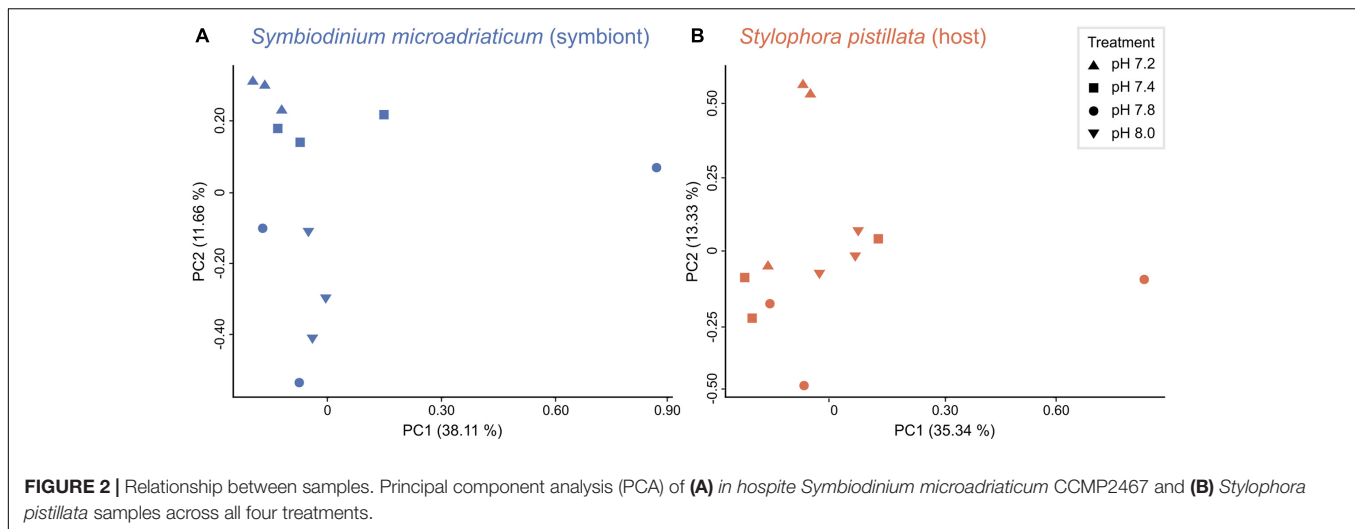 A Symbiodinium microadriaticum (symbiont)
0.20
0
-0.20
-0.40
PC2 (11.66 %)
0 0.30 0.60 0.90
PC1 (38.11 %)
B Stylophora pistillata (host)
0.50
0.25
0
-0.25
-0.50
PC2 (13.33 %)
0 0.30 0.60
PC1 (35.34 %)
Treatment
pH 7.2
pH 7.4
pH 7.8
pH 8.0
FIGURE 2 | Relationship between samples. Principal component analysis (PCA) of (A) in hospite Symbiodinium microadriaticum CCMP2467 and (B) Stylophora
pistillata samples across all four treatments.